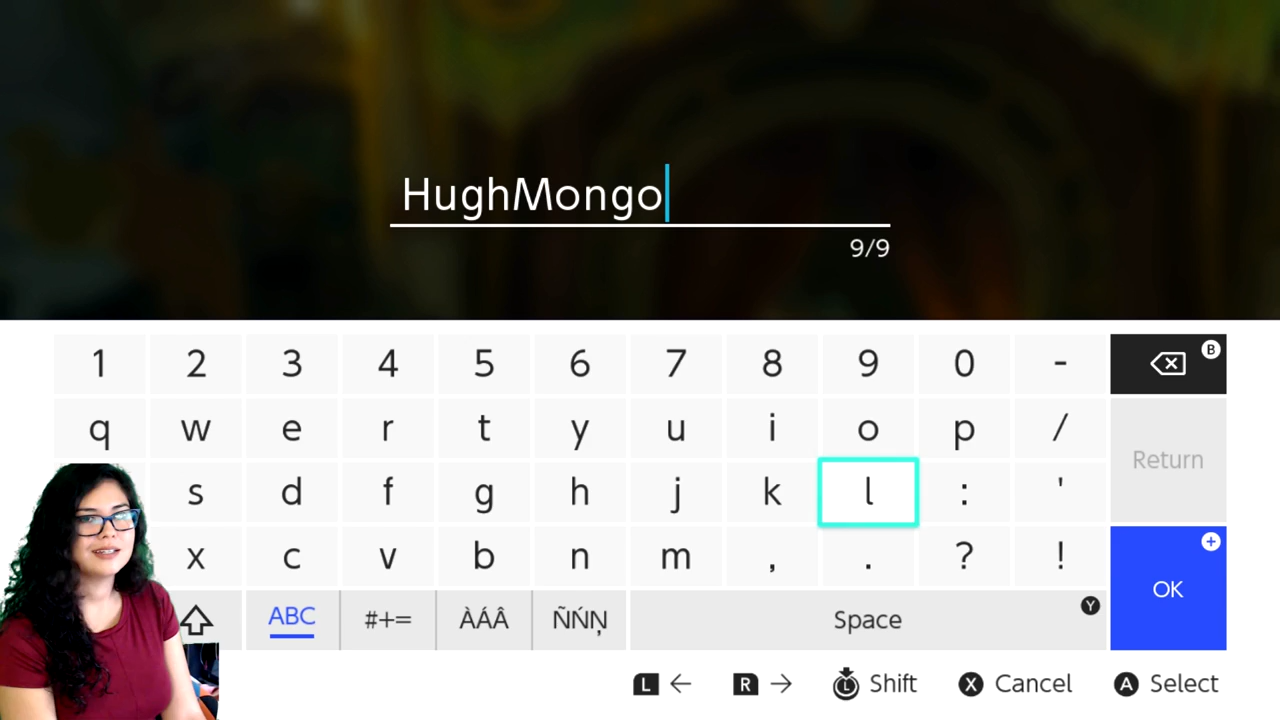 HughMongo
9/9
1 2 3 4 5 6 7 8 9 0 - B
q w e r t y u i o p / Return
s d f g h j k l : '
x c v b n m , . ? ! + OK
ABC #+= ÀÁÂ ÑŃŅ Space Y
L ← R → L Shift X Cancel A Select